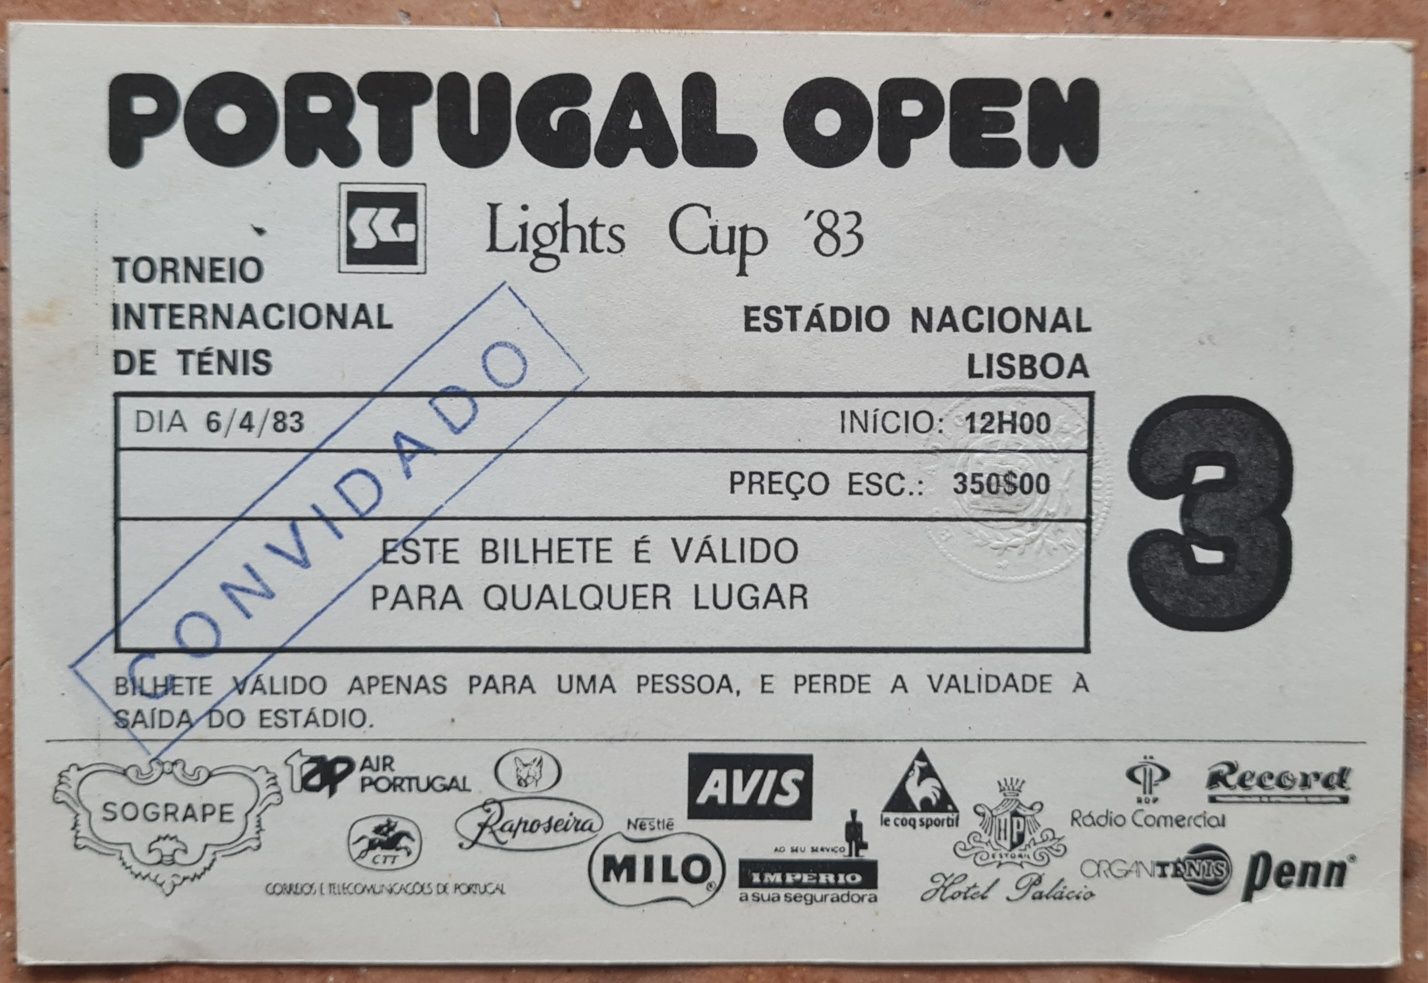 PORTUGAL OPEN
SG Lights Cup '83
TORNEIO
INTERNACIONAL
DE TÉNIS
ESTÁDIO NACIONAL
LISBOA
DIA 6/4/83
INÍCIO: 12H00
PREÇO ESC.: 350$00
ESTE BILHETE É VÁLIDO
PARA QUALQUER LUGAR
3
CONVIDADO
BILHETE VÁLIDO APENAS PARA UMA PESSOA, E PERDE A VALIDADE À
SAÍDA DO ESTÁDIO.
SOGRAPE
tap AIR
PORTUGAL
CTT
CORREIOS E TELECOMUNICAÇÕES DE PORTUGAL
Raposeira
Nestlé
MILO®
AVIS
AO SEU SERVIÇO
IMPÉRIO
a sua seguradora
le coq sportif
HP
ESTORIL
Hotel Palácio
RDP
Rádio Comercial
Record
ORGANTÉNIS
penn®